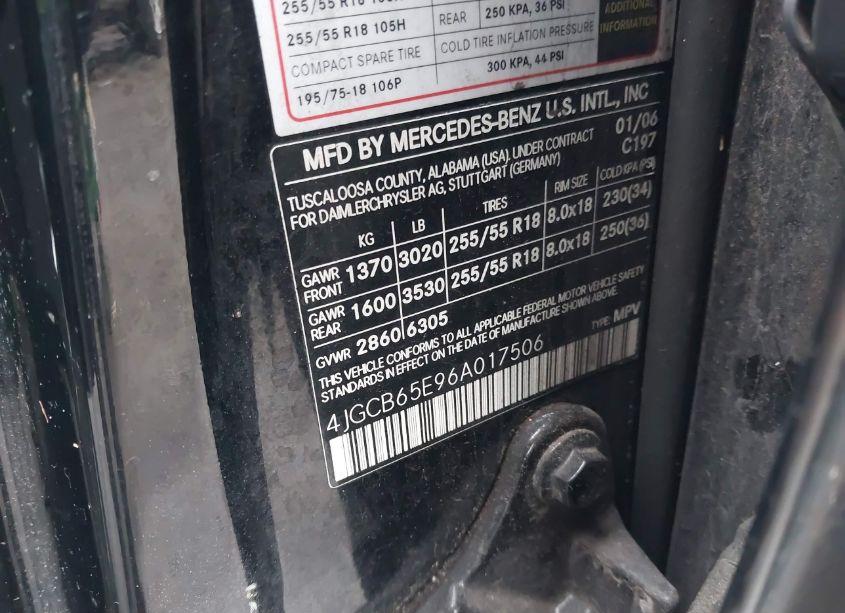 255/55 R18
255/55 R18 105H REAR 250 KPA, 36 PSI
COMPACT SPARE TIRE COLD TIRE INFLATION PRESSURE
195/75-18 106P 300 KPA, 44 PSI
ADDITIONAL
INFORMATION
MFD BY MERCEDES-BENZ U.S. INTL., INC
TUSCALOOSA COUNTY, ALABAMA (USA), UNDER CONTRACT 01/06
FOR DAIMLERCHRYSLER AG, STUTTGART (GERMANY) C197
KG LB TIRES RIM SIZE COLD KPA (PSI)
GAWR FRONT 1370 3020 255/55 R18 8.0x18 230(34)
GAWR REAR 1600 3530 255/55 R18 8.0x18 250(36)
GVWR 2860 6305
THIS VEHICLE CONFORMS TO ALL APPLICABLE FEDERAL MOTOR VEHICLE SAFETY
STANDARDS IN EFFECT ON THE DATE OF MANUFACTURE SHOWN ABOVE.
4JGCB65E96A017506 TYPE: MPV